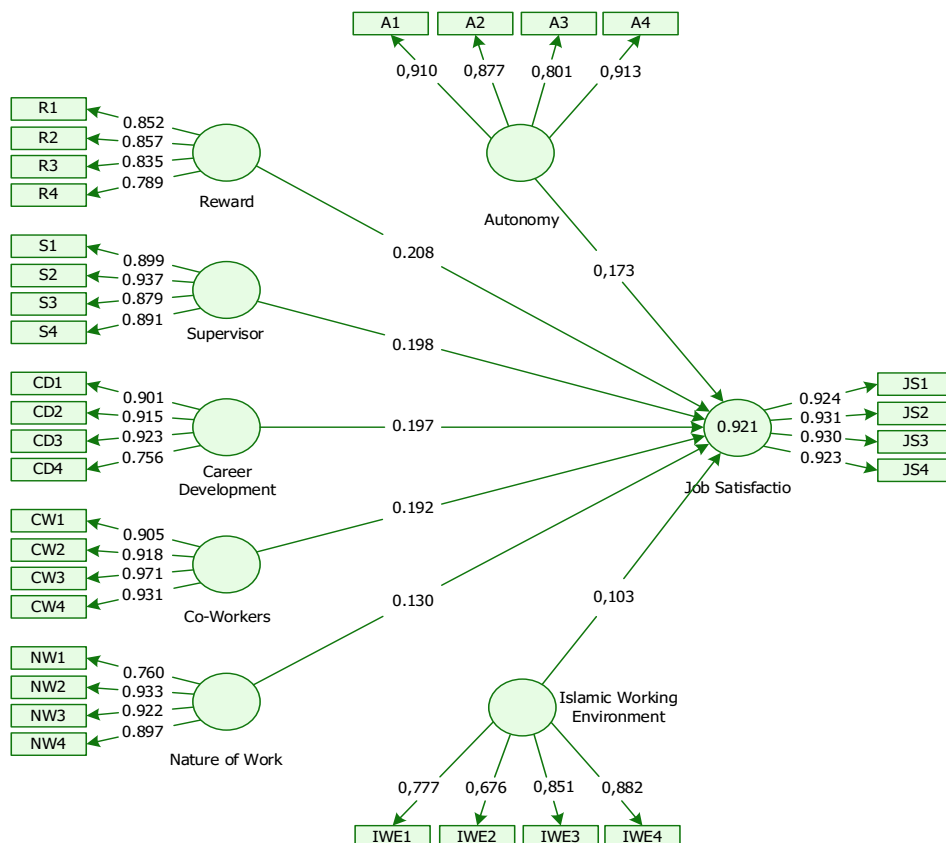 A1
A2
A3
A4
0,910
0,877
0,801
0,913
Autonomy
0,173
R1
R2
R3
R4
0.852
0.857
0.835
0.789
Reward
0.208
S1
S2
S3
S4
0.899
0.937
0.879
0.891
Supervisor
0.198
CD1
CD2
CD3
CD4
0.901
0.915
0.923
0.756
Career
Development
0.197
CW1
CW2
CW3
CW4
0.905
0.918
0.971
0.931
Co-Workers
0.192
NW1
NW2
NW3
NW4
0.760
0.933
0.922
0.897
Nature of Work
0.130
0.921
Job Satisfactio
0.924
0.931
0.930
0.923
JS1
JS2
JS3
JS4
0,103
Islamic Working
Environment
0,777
0,676
0,851
0,882
IWE1
IWE2
IWE3
IWE4